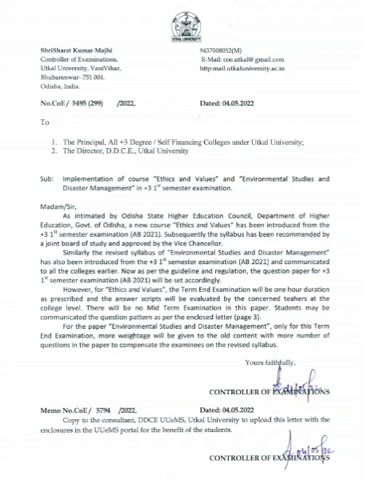 UTKAL UNIVERSITY
ShriSharat Kumar Majhi
Controller of Examinations,
Utkal University, VaniVihar,
Bhubaneswar- 751 004.
Odisha, India.
9437008052(M)
E-Mail: coe.utkal@ gmail.com
http:mail.utkaluniversity.ac.in
No.CoE/ 5495 (299) /2022, Dated: 04.05.2022
To
1. The Principal, All +3 Degree / Self Financing Colleges under Utkal University;
2. The Director, D.D.C.E., Utkal University
Sub: Implementation of course "Ethics and Values" and "Environmental Studies and
Disaster Management" in +3 1st semester examination.
Madam/Sir,
As intimated by Odisha State Higher Education Council, Department of Higher
Education, Govt. of Odisha, a new course "Ethics and Values" has been introduced from the
+3 1st semester examination (AB 2021). Subsequently the syllabus has been recommended by
a joint board of study and approved by the Vice Chancellor.
Similarly the revised syllabus of "Environmental Studies and Disaster Management"
has also been introduced from the +3 1st semester (AB 2021) examination and communicated
to all the colleges earlier. Now as per the guideline and regulation, the question paper for +3
1st semester examination (AB 2021) will be set accordingly.
However, for "Ethics and Values", the Term End Examination will be one hour duration
as prescribed and the answer scripts will be evaluated by the concerned teahers at the
college level. There will be no Mid Term Examination in this paper. Students may be
communicated the question pattern as per the enclosed letter (page 3).
For the paper "Environmental Studies and Disaster Management", only for this Term
End Examination, more weightage will be given to the old content with more number of
questions in the paper to compensate the examinees on the revised syllabus.
Yours faithfully,
CONTROLLER OF EXAMINATIONS
Memo No.CoE/ 5794 /2022, Dated: 04.05.2022
Copy to the consultant, DDCE UUeMS, Utkal University to upload this letter with the
enclosures in the UUeMS portal for the benefit of the students.
CONTROLLER OF EXAMINATIONS